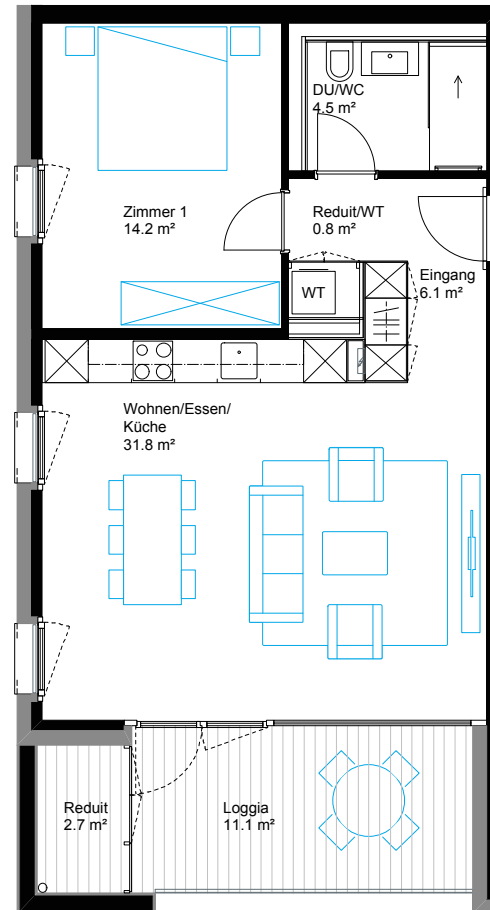 DU/WC
4.5 m²
Zimmer 1
14.2 m²
Reduit/WT
0.8 m²
Eingang
6.1 m²
WT
Wohnen/Essen/
Küche
31.8 m²
Reduit
2.7 m²
Loggia
11.1 m²